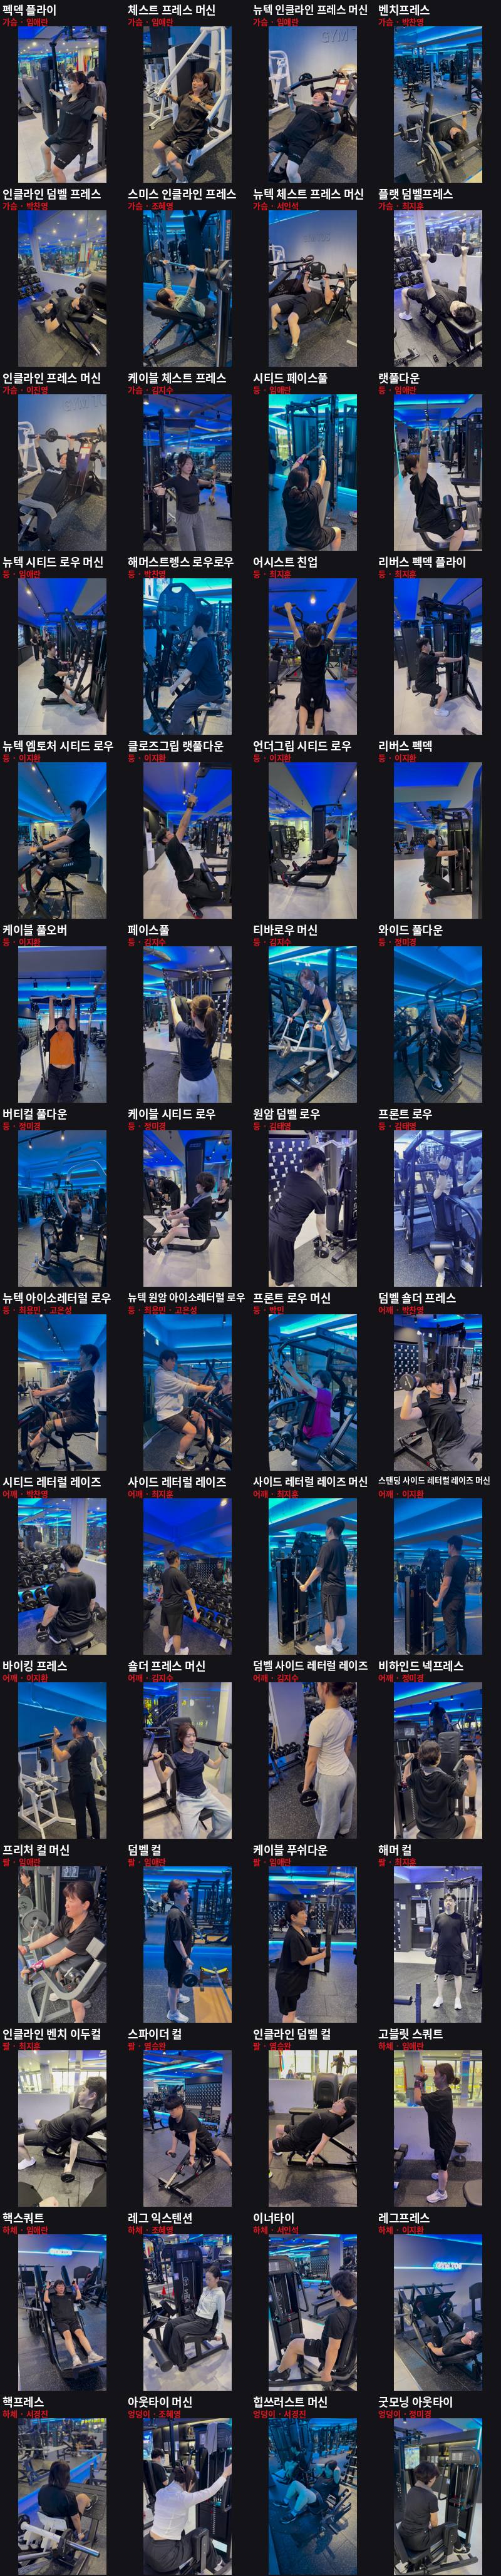 펙덱 플라이
가슴 · 임애란
체스트 프레스 머신
가슴 · 임애란
뉴텍 인클라인 프레스 머신
가슴 · 임애란
벤치프레스
가슴 · 박찬영
인클라인 덤벨 프레스
가슴 · 박찬영
스미스 인클라인 프레스
가슴 · 조혜영
뉴텍 체스트 프레스 머신
가슴 · 서인석
플랫 덤벨프레스
가슴 · 최지훈
인클라인 프레스 머신
가슴 · 이찬영
케이블 체스트 프레스
가슴 · 김지수
시티드 페이스풀
등 · 임애란
랫풀다운
등 · 임애란
뉴텍 시티드 로우 머신
등 · 임애란
해머스트렝스 로우로우
등 · 박찬영
어시스트 친업
등 · 최지훈
리버스 펙덱 플라이
등 · 최지훈
뉴텍 엠토처 시티드 로우
등 · 이지환
클로즈그립 랫풀다운
등 · 이지환
언더그립 시티드 로우
등 · 이지환
리버스 펙덱
등 · 이지환
케이블 풀오버
등 · 이지환
페이스풀
등 · 김지수
티바로우 머신
등 · 김지수
와이드 풀다운
등 · 정미경
버티컬 풀다운
등 · 정미경
케이블 시티드 로우
등 · 정미경
원암 덤벨 로우
등 · 김태영
프론트 로우
등 · 김태영
뉴텍 아이소레터럴 로우
등 · 최용민 · 고은성
뉴텍 원암 아이소레터럴 로우
등 · 최용민 · 고은성
프론트 로우 머신
등 · 박민
덤벨 숄더 프레스
어깨 · 박찬영
시티드 레터럴 레이즈
어깨 · 박찬영
사이드 레터럴 레이즈
어깨 · 최지훈
사이드 레터럴 레이즈 머신
어깨 · 최지훈
스탠딩 사이드 레터럴 레이즈 머신
어깨 · 이지환
바이킹 프레스
어깨 · 이지환
숄더 프레스 머신
어깨 · 김지수
덤벨 사이드 레터럴 레이즈
어깨 · 김지수
비하인드 넥프레스
어깨 · 정미경
프리처 컬 머신
팔 · 임애란
덤벨 컬
팔 · 임애란
케이블 푸쉬다운
팔 · 임애란
해머 컬
팔 · 최지훈
인클라인 벤치 이두컬
팔 · 최지훈
스파이더 컬
팔 · 염승완
인클라인 덤벨 컬
팔 · 염승완
고블릿 스쿼트
하체 · 임애란
핵스쿼트
하체 · 임애란
레그 익스텐션
하체 · 조혜영
이너타이
하체 · 서인석
레그프레스
하체 · 이지환
핵프레스
하체 · 서경진
아웃타이 머신
엉덩이 · 조혜영
힙쓰러스트 머신
엉덩이 · 서경진
굿모닝 아웃타이
엉덩이 · 정미경